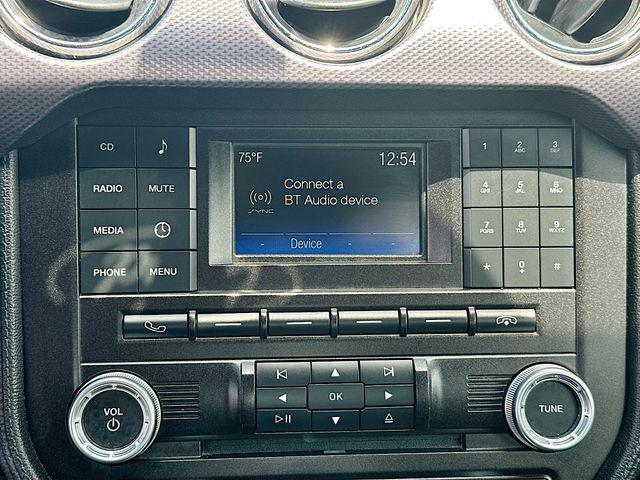 CD
RADIO MUTE
MEDIA
PHONE MENU
75°F 12:54
Connect a
BT Audio device
SYNC
- Device - -
1 2 ABC 3 DEF
4 GHI 5 JKL 6 MNO
7 PQRS 8 TUV 9 WXYZ
* 0 + #
OK
VOL
TUNE